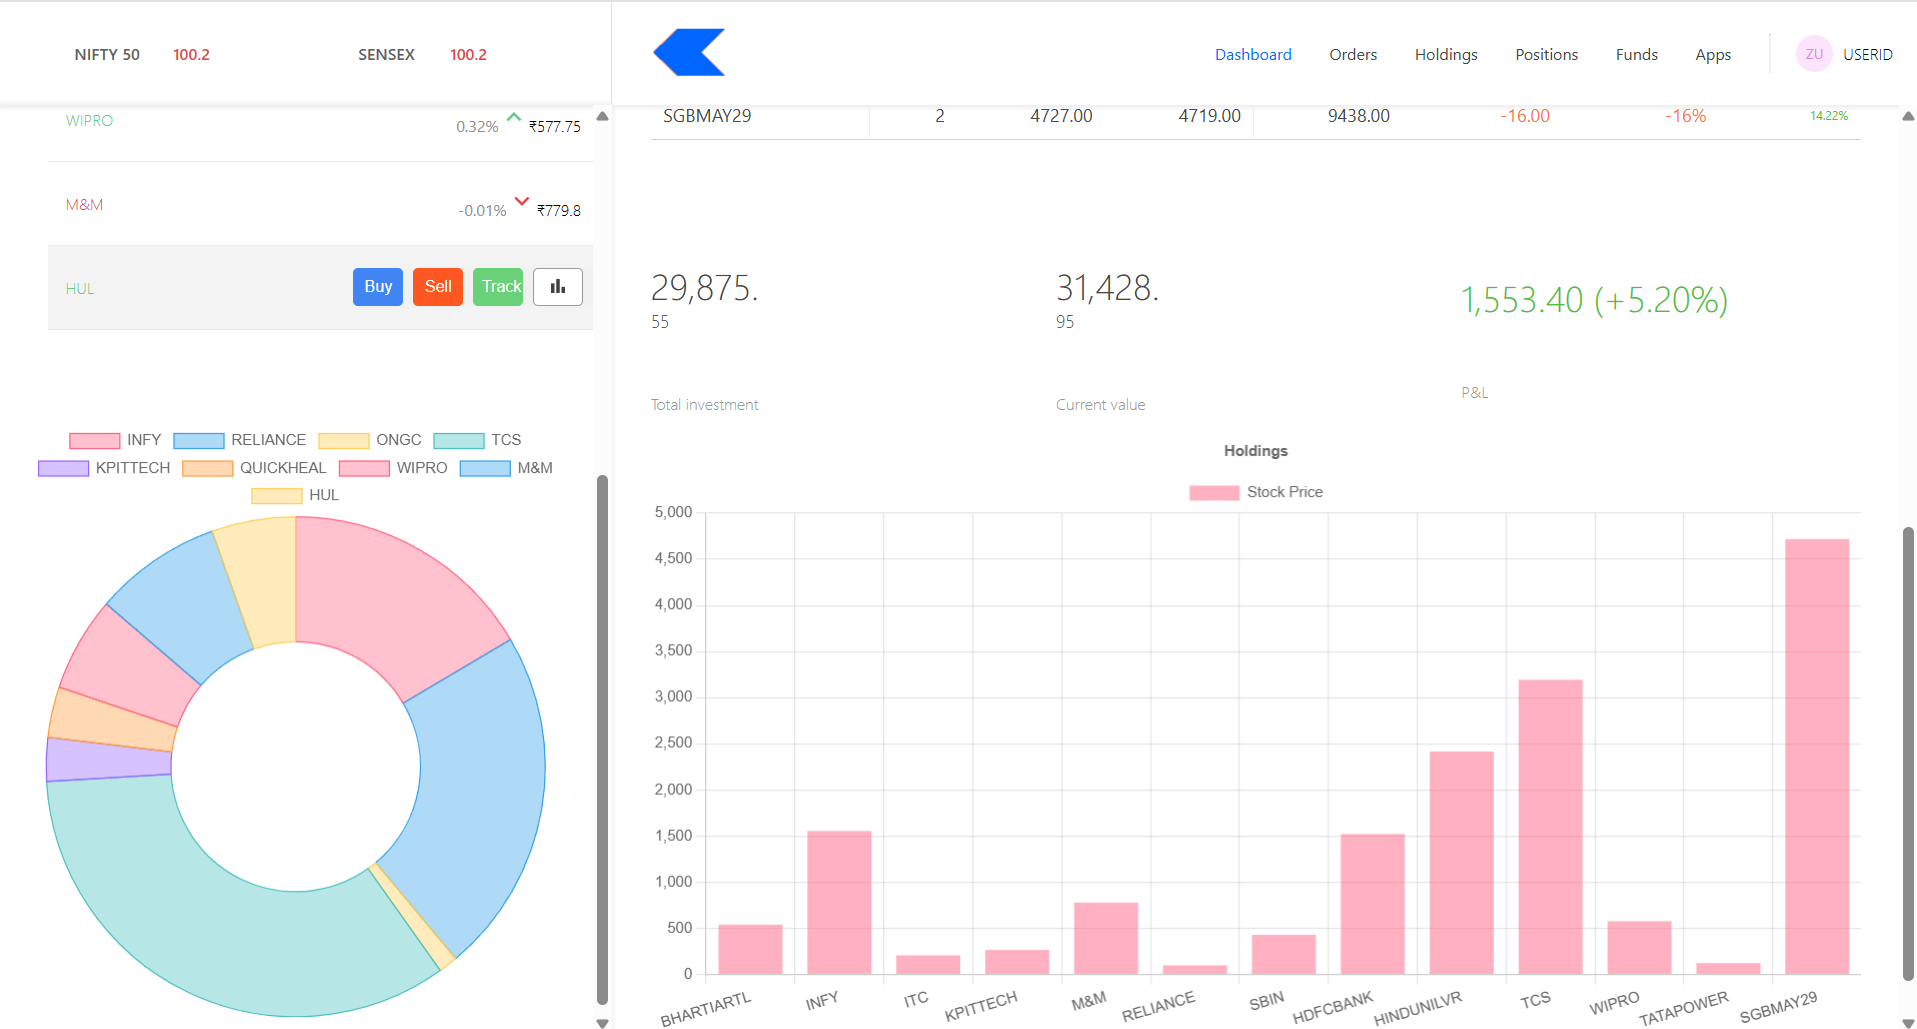 NIFTY 50 100.2 SENSEX 100.2
Dashboard Orders Holdings Positions Funds Apps ZU USERID
WIPRO 0.32% ₹577.75
M&M -0.01% ₹779.8
HUL Buy Sell Track
INFY RELIANCE ONGC TCS
KPITTECH QUICKHEAL WIPRO M&M
HUL
SGBMAY29 2 4727.00 4719.00 9438.00 -16.00 -16% 14.22%
29,875.
55
Total investment
31,428.
95
Current value
1,553.40 (+5.20%)
P&L
Holdings
Stock Price
5,000
4,500
4,000
3,500
3,000
2,500
2,000
1,500
1,000
500
0
BHARTIARTL INFY ITC KPITTECH M&M RELIANCE SBIN HDFCBANK HINDUNILVR TCS WIPRO TATAPOWER SGBMAY29